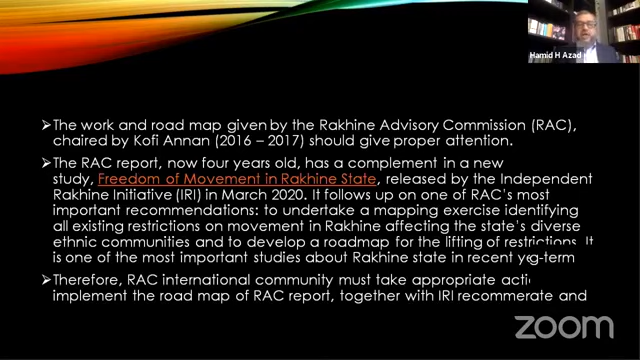 Hamid H Azad
➢The work and road map given by the Rakhine Advisory Commission (RAC),
chaired by Kofi Annan (2016 – 2017) should give proper attention.
➢The RAC report, now four years old, has a complement in a new
study, Freedom of Movement in Rakhine State, released by the Independent
Rakhine Initiative (IRI) in March 2020. It follows up on one of RAC's most
important recommendations: to undertake a mapping exercise identifying
all existing restrictions on movement in Rakhine affecting the state's diverse
ethnic communities and to develop a roadmap for the lifting of restrictions. It
is one of the most important studies about Rakhine state in recent
➢Therefore, RAC international community must take appropriate
implement the road map of RAC report, together with IRI and
zoom